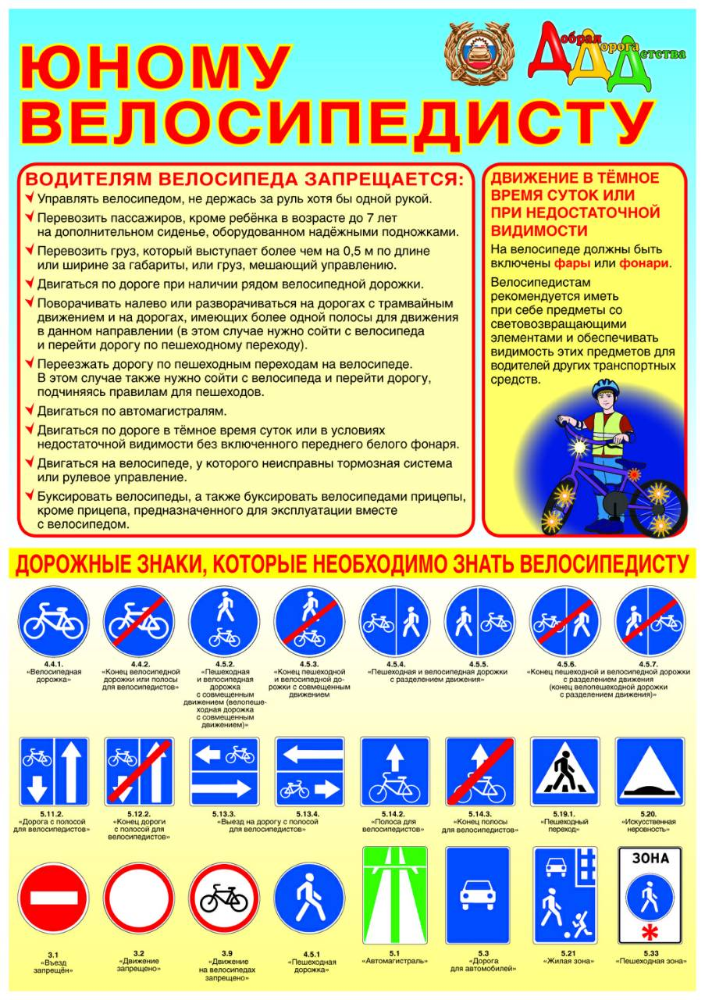 Добрая Дорога Детства
ЮНОМУ
ВЕЛОСИПЕДИСТУ
ВОДИТЕЛЯМ ВЕЛОСИПЕДА ЗАПРЕЩАЕТСЯ:
Управлять велосипедом, не держась за руль хотя бы одной рукой.
Перевозить пассажиров, кроме ребёнка в возрасте до 7 лет
на дополнительном сиденье, оборудованном надёжными подножками.
Перевозить груз, который выступает более чем на 0,5 м по длине
или ширине за габариты, или груз, мешающий управлению.
Двигаться по дороге при наличии рядом велосипедной дорожки.
Поворачивать налево или разворачиваться на дорогах с трамвайным
движением и на дорогах, имеющих более одной полосы для движения
в данном направлении (в этом случае нужно сойти с велосипеда
и перейти дорогу по пешеходному переходу).
Переезжать дорогу по пешеходным переходам на велосипеде.
В этом случае также нужно сойти с велосипеда и перейти дорогу,
подчиняясь правилам для пешеходов.
Двигаться по автомагистралям.
Двигаться по дороге в тёмное время суток или в условиях
недостаточной видимости без включенного переднего белого фонаря.
Двигаться на велосипеде, у которого неисправны тормозная система
или рулевое управление.
Буксировать велосипеды, а также буксировать велосипедами прицепы,
кроме прицепа, предназначенного для эксплуатации вместе
с велосипедом.
ДВИЖЕНИЕ В ТЁМНОЕ
ВРЕМЯ СУТОК ИЛИ
ПРИ НЕДОСТАТОЧНОЙ
ВИДИМОСТИ
На велосипеде должны быть
включены фары или фонари.
Велосипедистам
рекомендуется иметь
при себе предметы со
световозвращающими
элементами и обеспечивать
видимость этих предметов для
водителей других транспортных
средств.
ДОРОЖНЫЕ ЗНАКИ, КОТОРЫЕ НЕОБХОДИМО ЗНАТЬ ВЕЛОСИПЕДИСТУ
4.4.1.
«Велосипедная
дорожка»
4.4.2.
«Конец велосипедной
дорожки или полосы
для велосипедистов»
4.5.2.
«Пешеходная
и велосипедная
дорожка
с совмещенным
движением (велопеше-
ходная дорожка
с совмещенным
движением)»
4.5.3.
«Конец пешеходной
и велосипедной до-
рожки с совмещенным
движением
4.5.4.
4.5.5.
«Пешеходная и велосипедная дорожки
с разделением движения»
4.5.6.
4.5.7.
«Конец пешеходной и велосипедной дорожки
с разделением движения
(конец велопешеходной дорожки
с разделением движения)»
5.11.2.
«Дорога с полосой
для велосипедистов»
5.12.2.
«Конец дороги
с полосой для
велосипедистов»
5.13.3.
5.13.4.
«Выезд на дорогу с полосой
для велосипедистов»
5.14.2.
«Полоса для
велосипедистов»
5.14.3.
«Конец полосы
для велосипедистов»
5.19.1.
«Пешеходный
переход»
5.20.
«Искусственная
неровность»
ЗОНА
3.1
«Въезд
запрещён»
3.2
«Движение
запрещено»
3.9
«Движение
на велосипедах
запрещено»
4.5.1
«Пешеходная
дорожка»
5.1
«Автомагистраль»
5.3
«Дорога
для автомобилей»
5.21
«Жилая зона»
5.33
«Пешеходная зона»